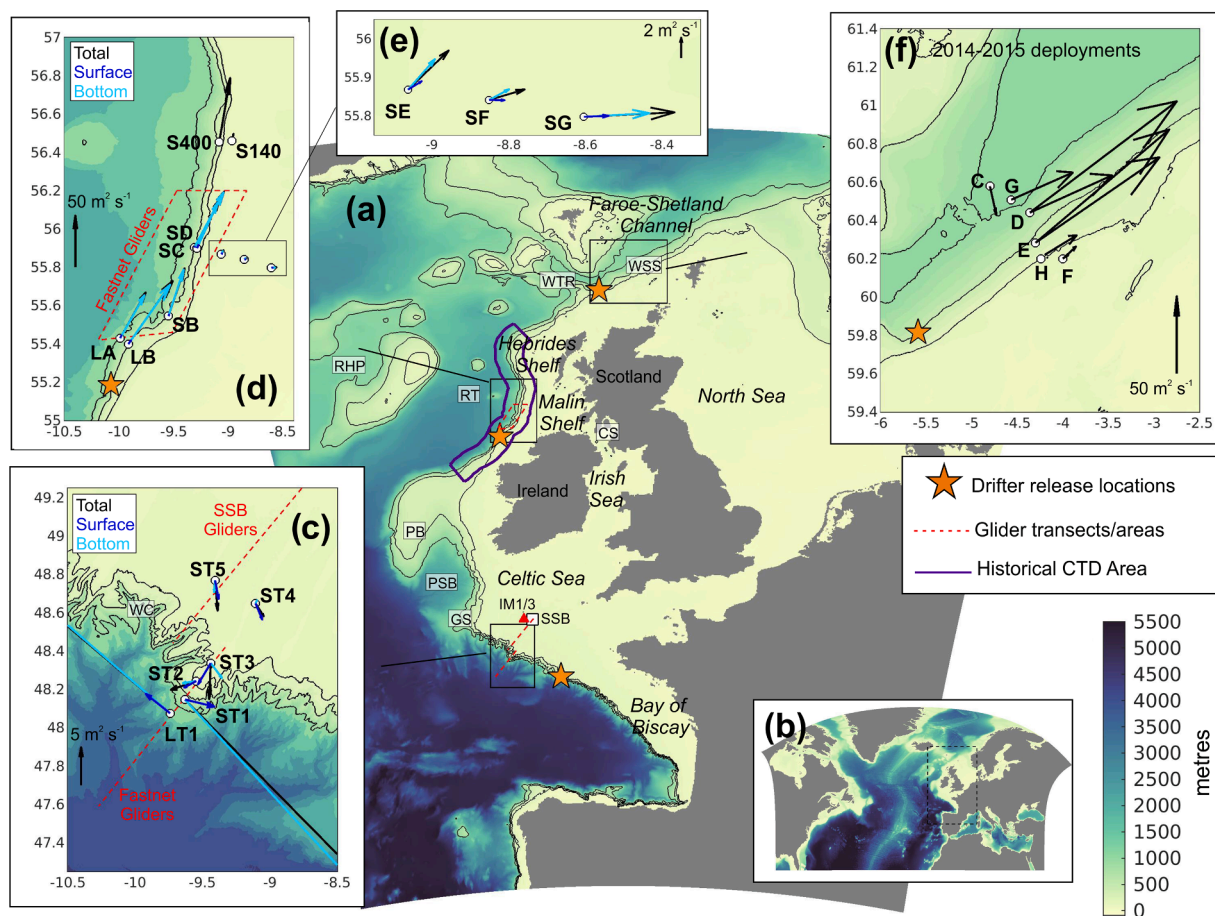 (d)
57
56.8
56.6
56.4
56.2
56
55.8
55.6
55.4
55.2
55
-10.5
-10
-9.5
-9
-8.5
Total
Surface
Bottom
50 m² s⁻¹
Fastnet Gliders
S400
S140
SD
SC
SB
LA
LB
(e)
56
55.9
55.8
-9
-8.8
-8.6
-8.4
2 m² s⁻¹
SE
SF
SG
(f)
2014-2015 deployments
61.4
61.2
61
60.8
60.6
60.4
60.2
60
59.8
59.6
59.4
-6
-5.5
-5
-4.5
-4
-3.5
-3
-2.5
C
G
D
E
H
F
50 m² s⁻¹
(a)
Faroe-Shetland
Channel
WTR
WSS
RHP
RT
Hebrides
Shelf
Malin
Shelf
Scotland
North Sea
CS
Irish
Sea
Ireland
PB
PSB
GS
Celtic Sea
IM1/3
SSB
Bay of
Biscay
(c)
49.2
49
48.8
48.6
48.4
48.2
48
47.8
47.6
47.4
-10.5
-10
-9.5
-9
-8.5
Total
Surface
Bottom
SSB
Gliders
WC
ST5
ST4
ST3
ST2
ST1
LT1
5 m² s⁻¹
Fastnet
Gliders
Drifter release locations
Glider transects/areas
Historical CTD Area
(b)
5500
5000
4500
4000
3500
3000
2500
2000
1500
1000
500
0
metres